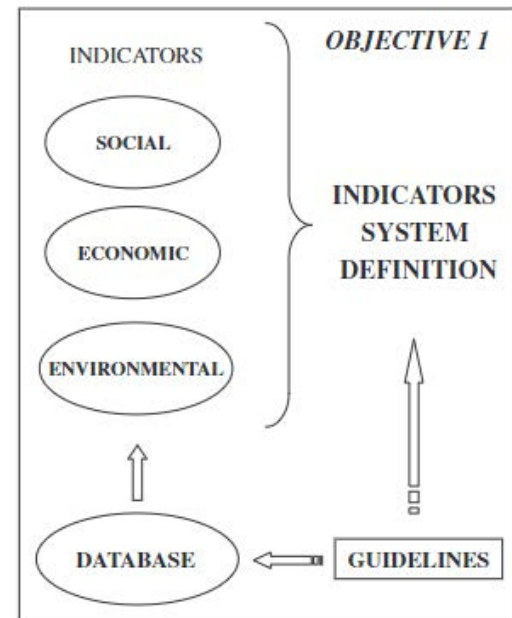 OBJECTIVE 1
INDICATORS
SOCIAL
ECONOMIC
ENVIRONMENTAL
INDICATORS
SYSTEM
DEFINITION
DATABASE
GUIDELINES